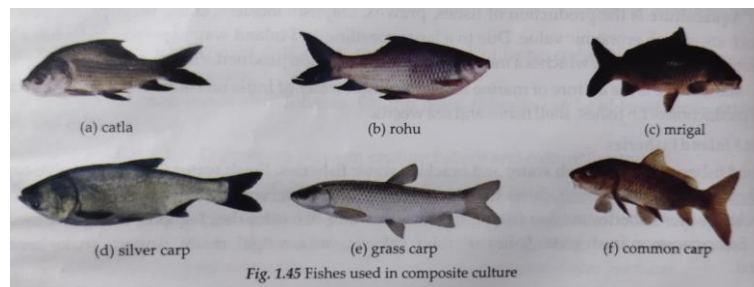 (a) catla
(b) rohu
(c) mrigal
(d) silver carp
(e) grass carp
(f) common carp
Fig. 1.45 Fishes used in composite culture